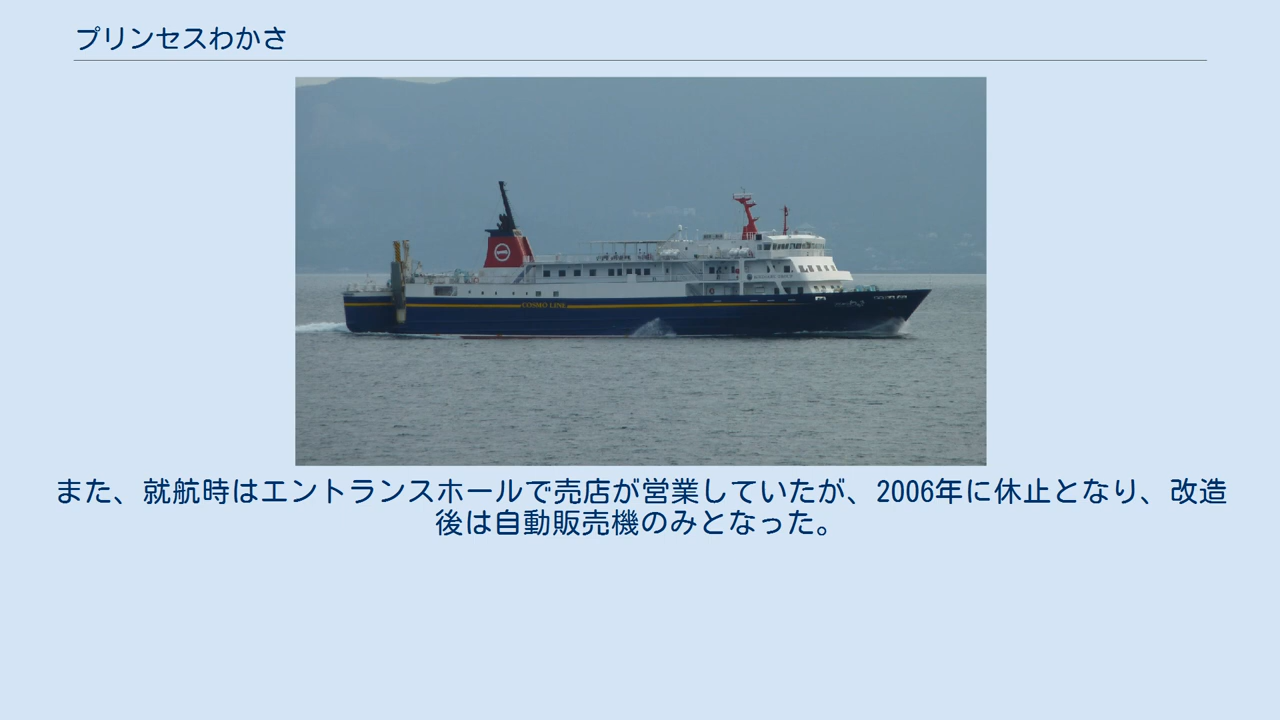 プリンセスわかさ
COSMO LINE
また、就航時はエントランスホールで売店が営業していたが、2006年に休止となり、改造
後は自動販売機のみとなった。